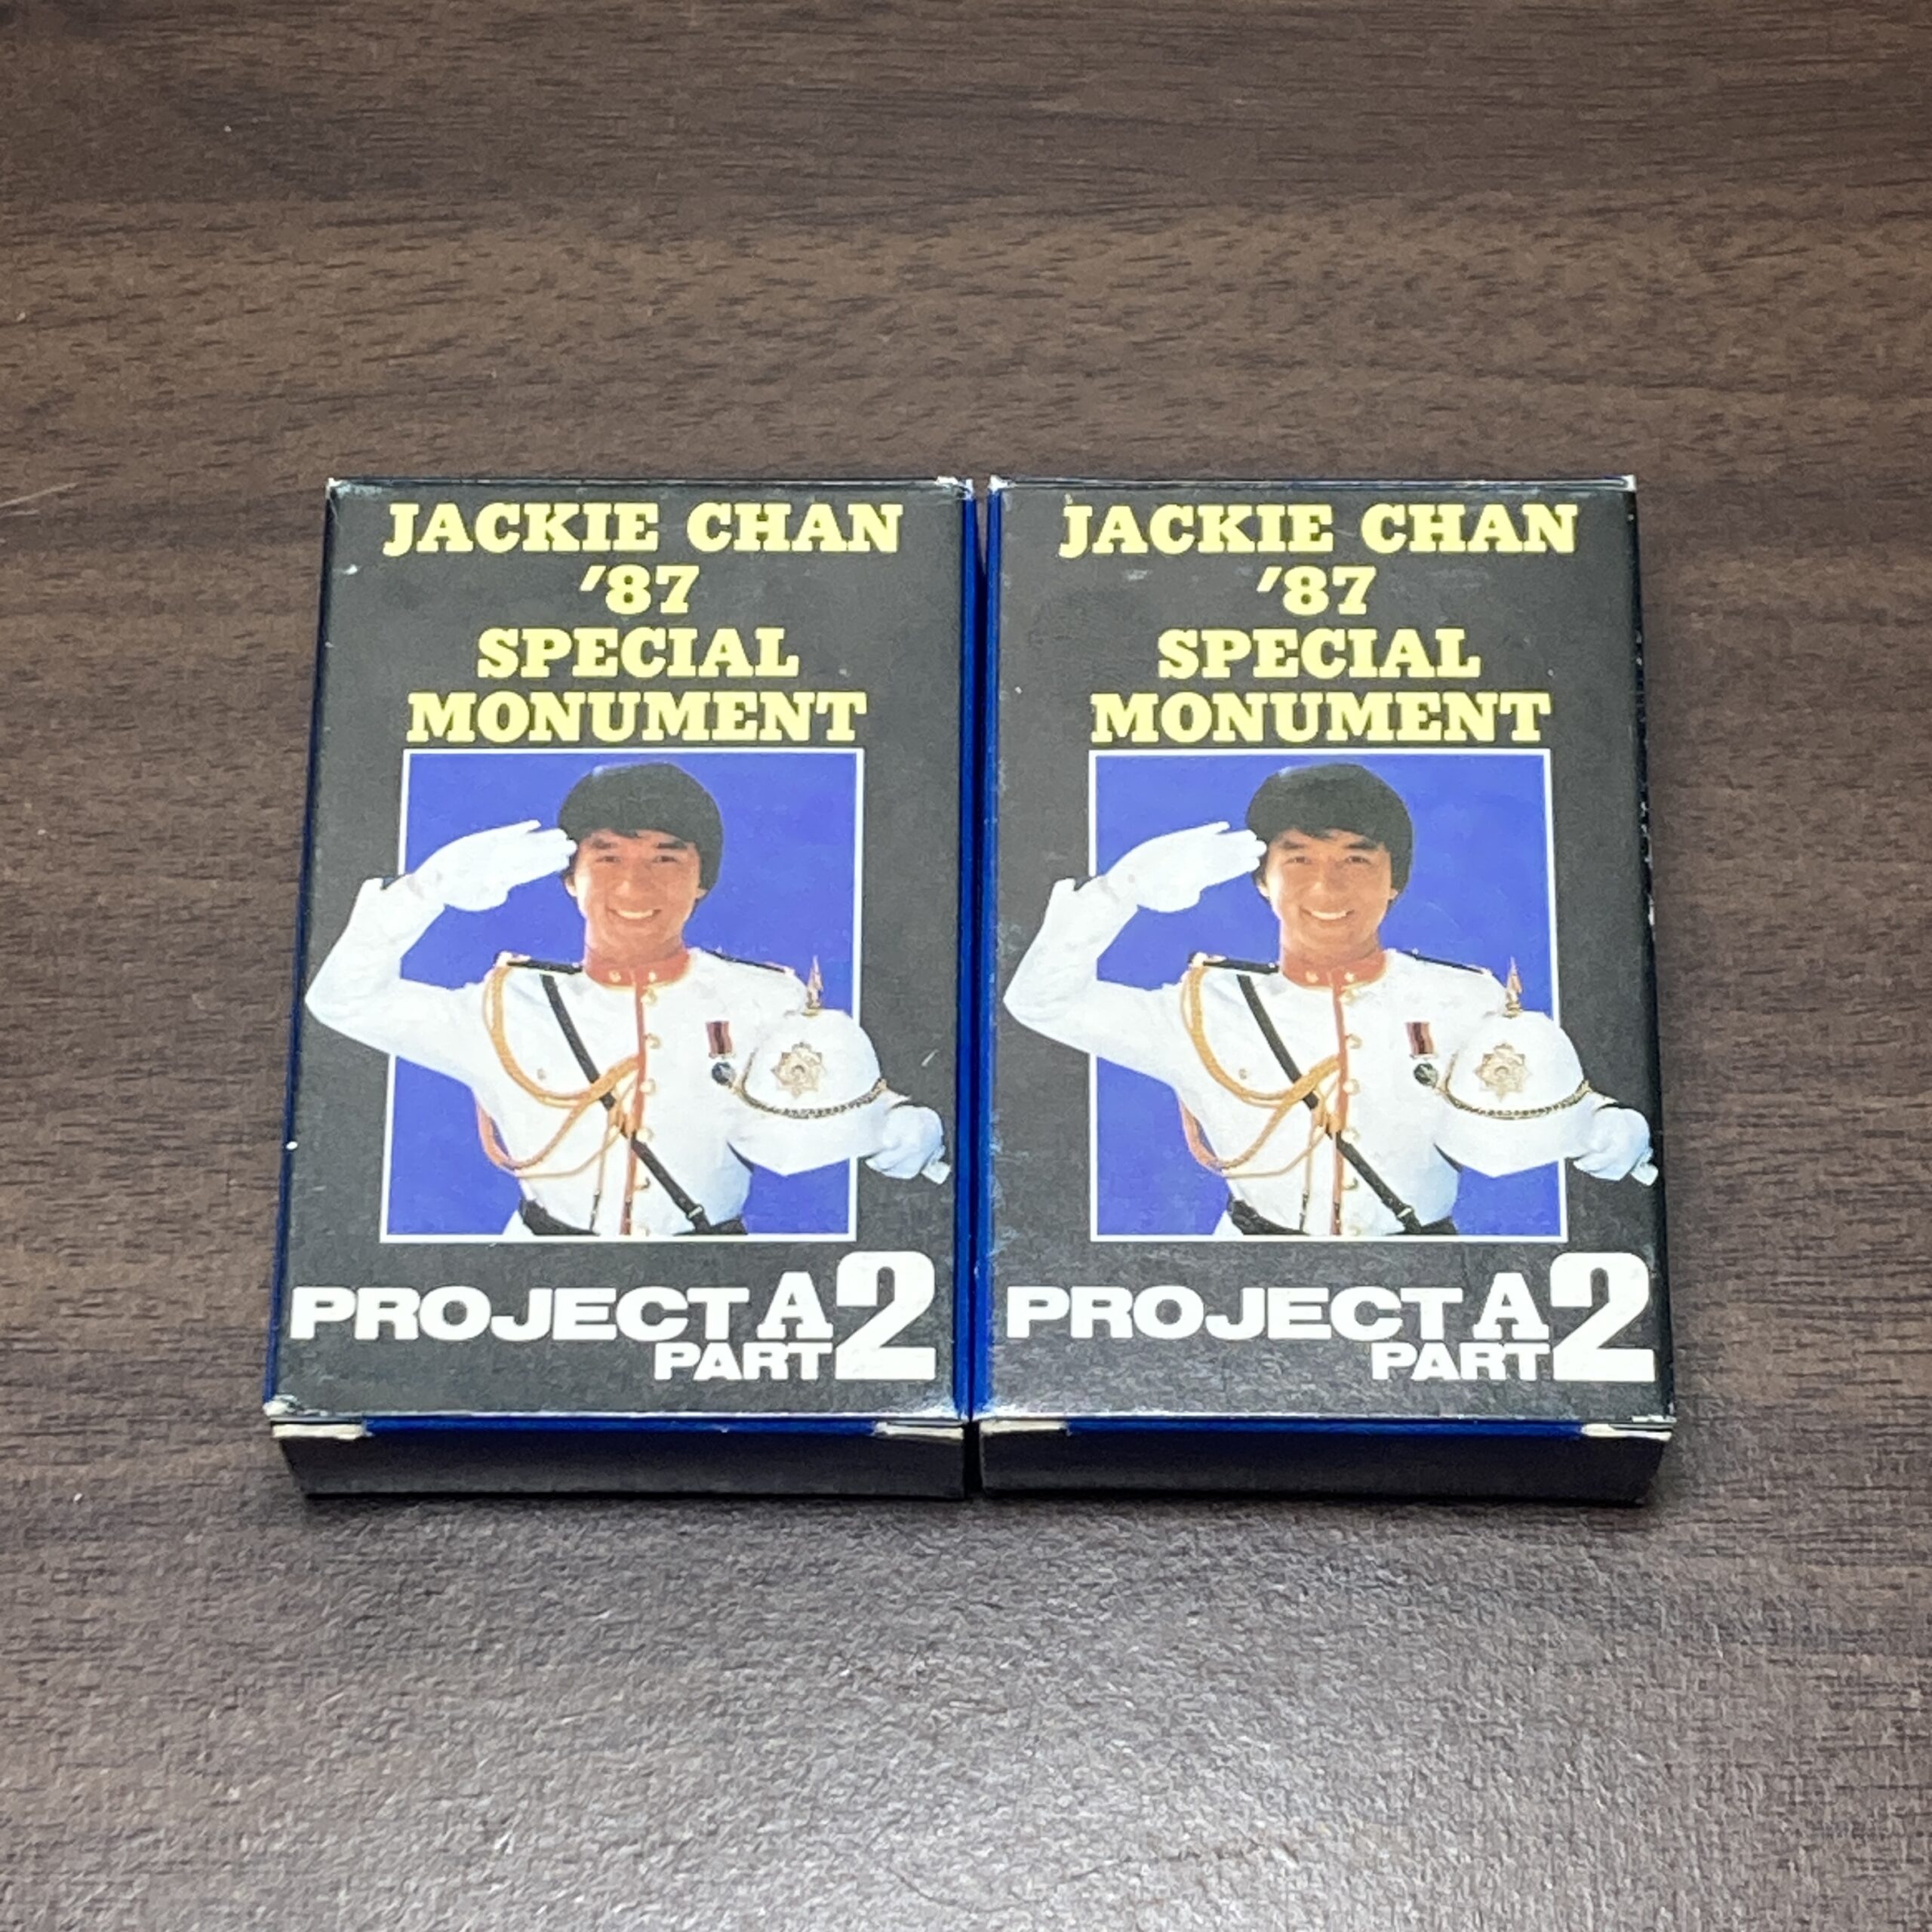 JACKIE CHAN
'87
SPECIAL
MONUMENT
PROJECT A
PART 2
JACKIE CHAN
'87
SPECIAL
MONUMENT
PROJECT A
PART 2